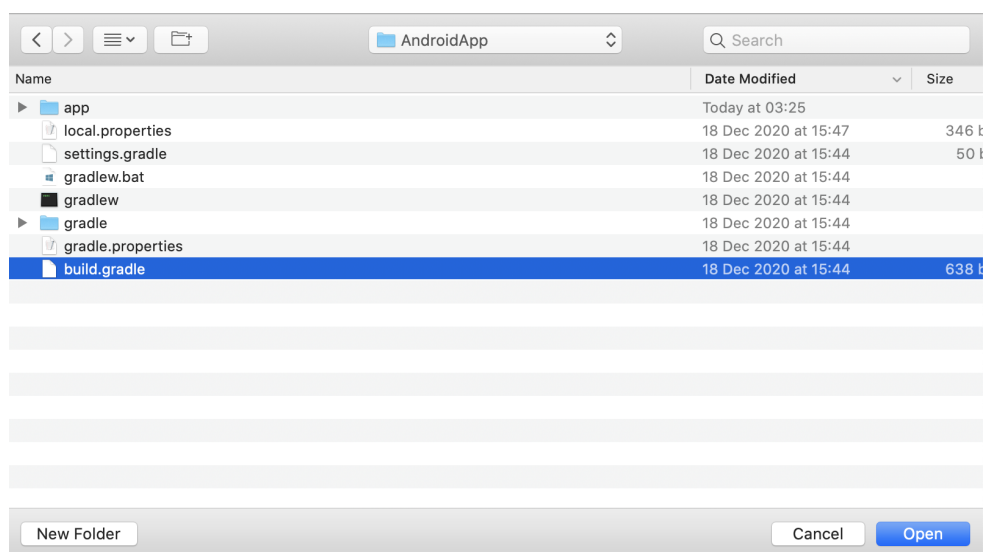 AndroidApp
Search
Name Date Modified Size
app Today at 03:25
local.properties 18 Dec 2020 at 15:47 346 b
settings.gradle 18 Dec 2020 at 15:44 50 b
gradlew.bat 18 Dec 2020 at 15:44
gradlew 18 Dec 2020 at 15:44
gradle 18 Dec 2020 at 15:44
gradle.properties 18 Dec 2020 at 15:44
build.gradle 18 Dec 2020 at 15:44 638 b
New Folder Cancel Open